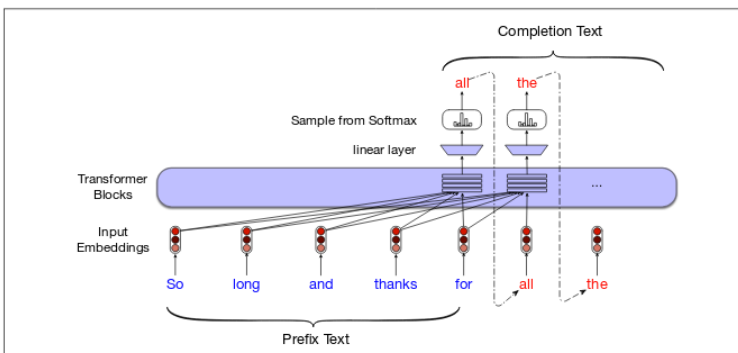 Completion Text
all the
Sample from Softmax
linear layer
Transformer
Blocks
...
Input
Embeddings
So long and thanks for all the
Prefix Text